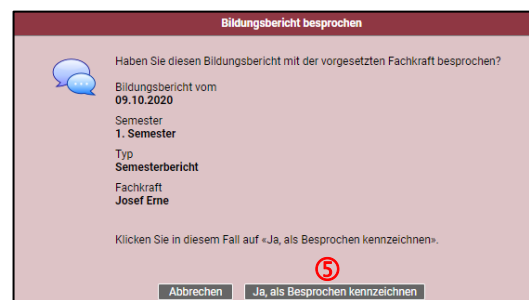 Bildungsbericht besprochen
Haben Sie diesen Bildungsbericht mit der vorgesetzten Fachkraft besprochen?
Bildungsbericht vom
09.10.2020
Semester
1. Semester
Typ
Semesterbericht
Fachkraft
Josef Erne
Klicken Sie in diesem Fall auf «Ja, als Besprochen kennzeichnen».
⑤
Abbrechen Ja, als Besprochen kennzeichnen